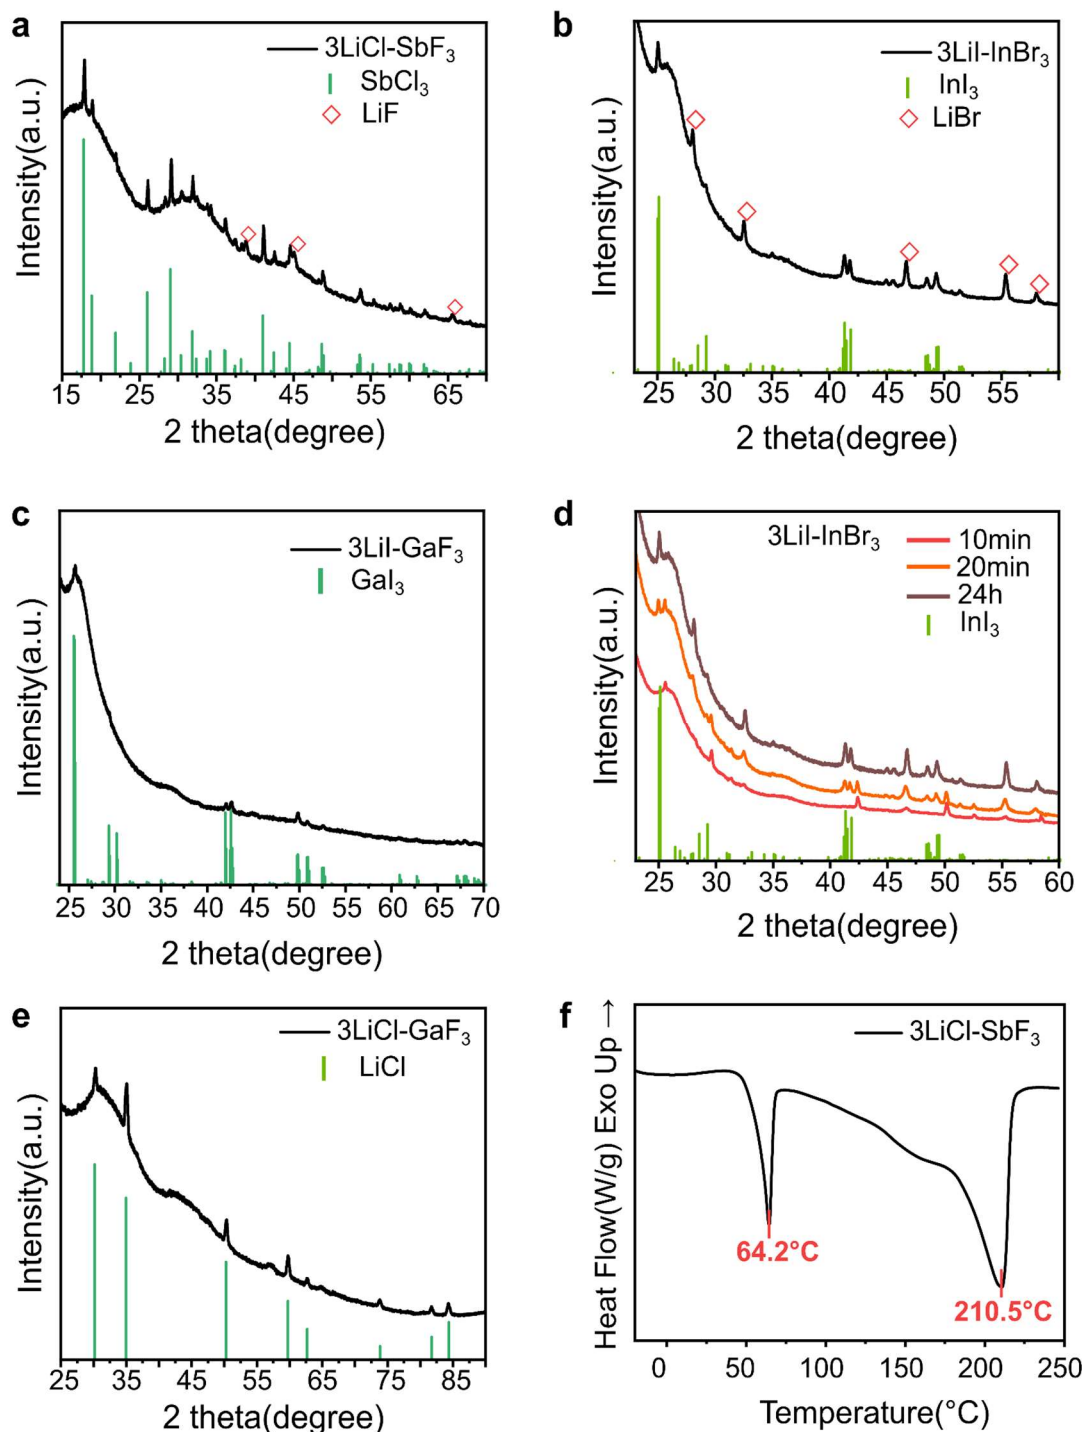 a
3LiCl-SbF₃
SbCl₃
LiF
Intensity(a.u.)
15 25 35 45 55 65
2 theta(degree)
b
3LiI-InBr₃
InI₃
LiBr
Intensity(a.u.)
25 30 35 40 45 50 55
2 theta(degree)
c
3LiI-GaF₃
GaI₃
Intensity(a.u.)
25 30 35 40 45 50 55 60 65 70
2 theta(degree)
d
3LiI-InBr₃
10min
20min
24h
InI₃
Intensity(a.u.)
25 30 35 40 45 50 55 60
2 theta(degree)
e
3LiCl-GaF₃
LiCl
Intensity(a.u.)
25 35 45 55 65 75 85
2 theta(degree)
f
3LiCl-SbF₃
Heat Flow(W/g) Exo Up →
64.2°C
210.5°C
0 50 100 150 200 250
Temperature(°C)